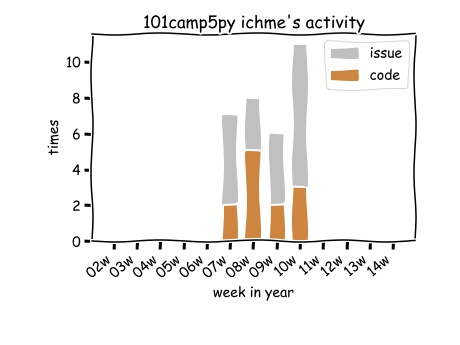 101camp5py ichme's activity
issue
code
times
10
8
6
4
2
0
02w 03w 04w 05w 06w 07w 08w 09w 10w 11w 12w 13w 14w
week in year